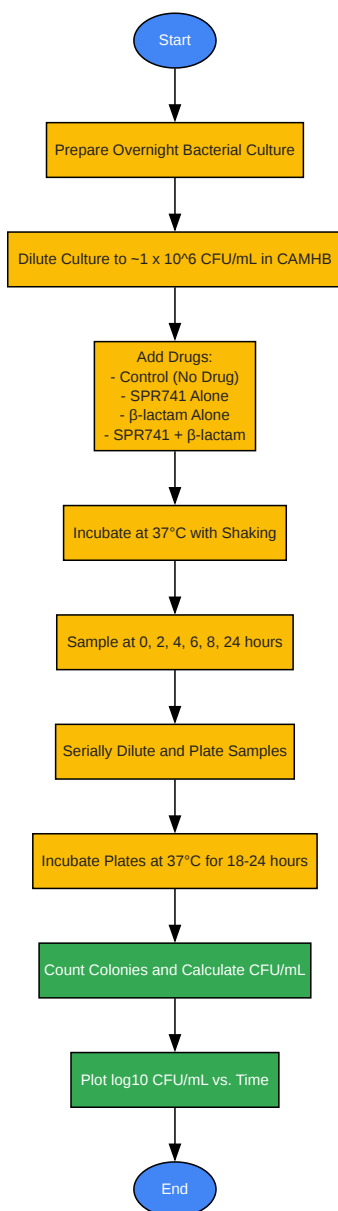 Start
Prepare Overnight Bacterial Culture
Dilute Culture to ~1 x 10^6 CFU/mL in CAMHB
Add Drugs:
- Control (No Drug)
- SPR741 Alone
- β-lactam Alone
- SPR741 + β-lactam
Incubate at 37°C with Shaking
Sample at 0, 2, 4, 6, 8, 24 hours
Serially Dilute and Plate Samples
Incubate Plates at 37°C for 18-24 hours
Count Colonies and Calculate CFU/mL
Plot log10 CFU/mL vs. Time
End